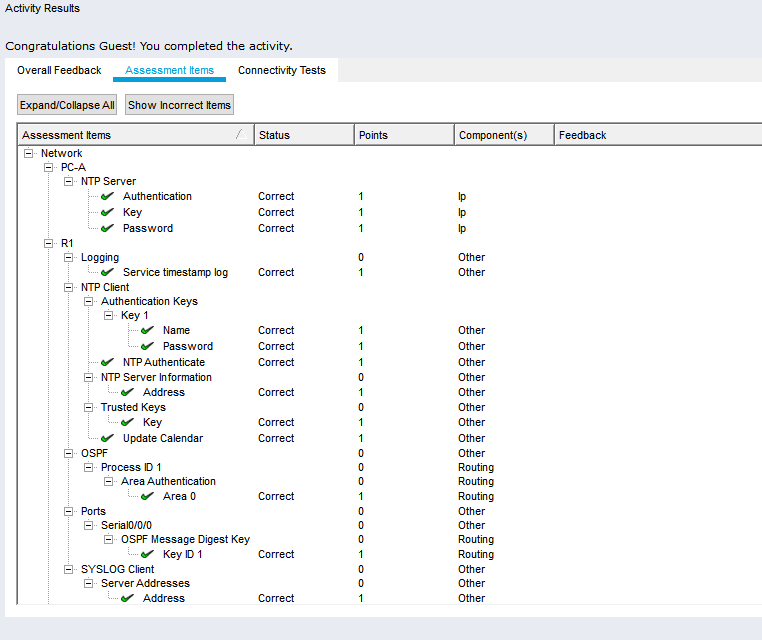 Activity Results
Congratulations Guest! You completed the activity.
Overall Feedback Assessment Items Connectivity Tests
Expand/Collapse All Show Incorrect Items
Assessment Items Status Points Component(s) Feedback
Network
PC-A
NTP Server
Authentication Correct 1 Ip
Key Correct 1 Ip
Password Correct 1 Ip
R1
Logging 0 Other
Service timestamp log Correct 1 Other
NTP Client
Authentication Keys
Key 1
Name Correct 1 Other
Password Correct 1 Other
NTP Authenticate Correct 1 Other
NTP Server Information 0 Other
Address Correct 1 Other
Trusted Keys 0 Other
Key Correct 1 Other
Update Calendar Correct 1 Other
OSPF 0 Other
Process ID 1 0 Routing
Area Authentication 0 Routing
Area 0 Correct 1 Routing
Ports 0 Other
Serial0/0/0 0 Other
OSPF Message Digest Key 0 Routing
Key ID 1 Correct 1 Routing
SYSLOG Client 0 Other
Server Addresses 0 Other
Address Correct 1 Other